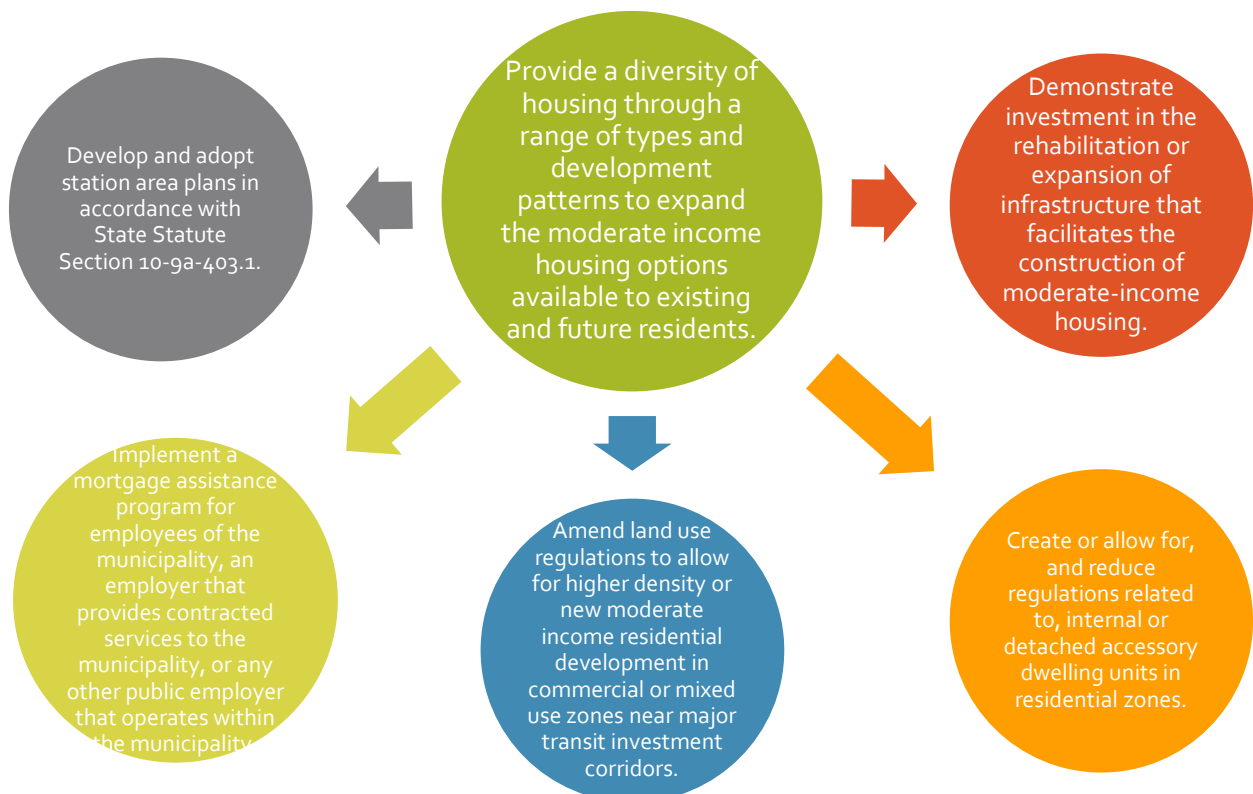 Provide a diversity of
housing through a
range of types and
development
patterns to expand
the moderate income
housing options
available to existing
and future residents.
Develop and adopt
station area plans in
accordance with
State Statute
Section 10-9a-403.1.
Demonstrate
investment in the
rehabilitation or
expansion of
infrastructure that
facilitates the
construction of
moderate-income
housing.
Implement a
mortgage assistance
program for
employees of the
municipality, an
employer that
provides contracted
services to the
municipality, or any
other public employer
that operates within
the municipality.
Amend land use
regulations to allow
for higher density or
new moderate
income residential
development in
commercial or mixed
use zones near major
transit investment
corridors.
Create or allow for,
and reduce
regulations related
to, internal or
detached accessory
dwelling units in
residential zones.